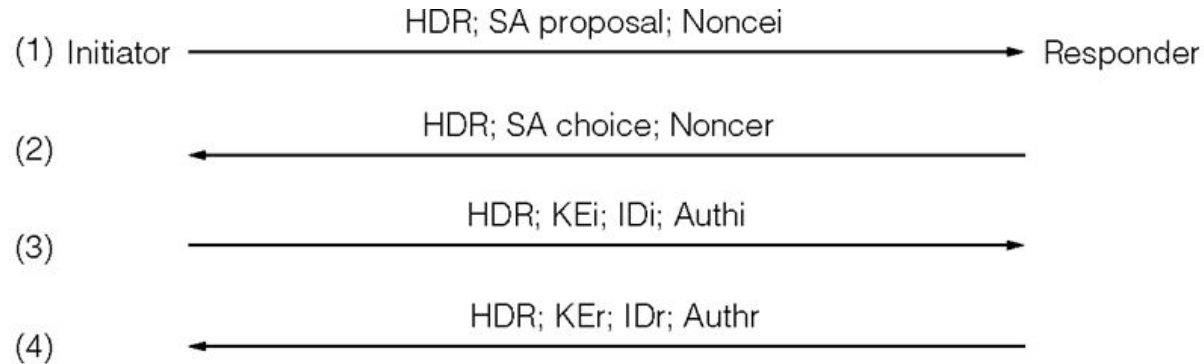 HDR; SA proposal; Noncei
(1) Initiator Responder
HDR; SA choice; Noncer
(2)
HDR; KEi; IDi; Authi
(3)
HDR; KEr; IDr; Authr
(4)